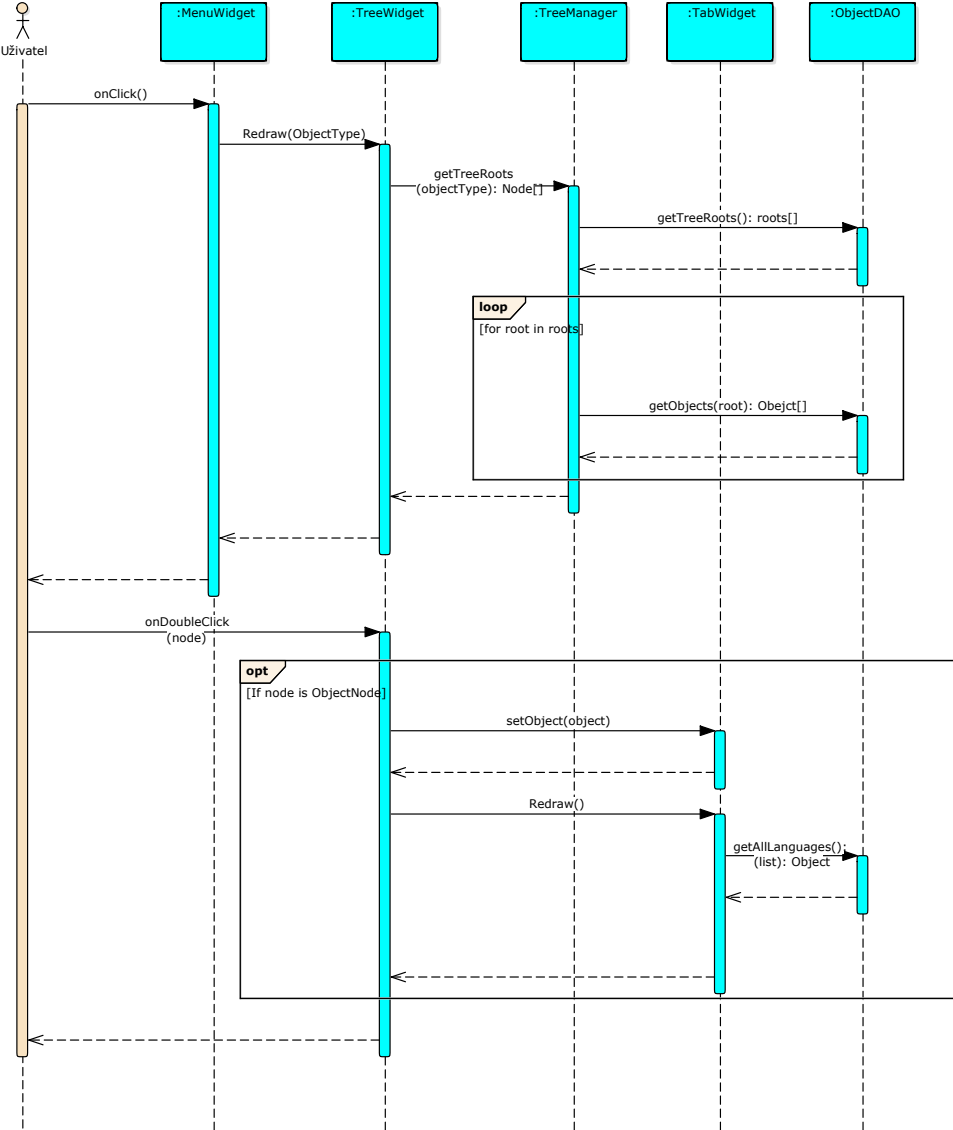 :MenuWidget
:TreeWidget
:TreeManager
:TabWidget
:ObjectDAO
Uživatel
onClick()
Redraw(ObjectType)
getTreeRoots
(objectType): Node[]
getTreeRoots(): roots[]
loop
[for root in roots]
getObjects(root): Obejct[]
onDoubleClick
(node)
opt
[If node is ObjectNode]
setObject(object)
Redraw()
getAllLanguages():
(list): Object